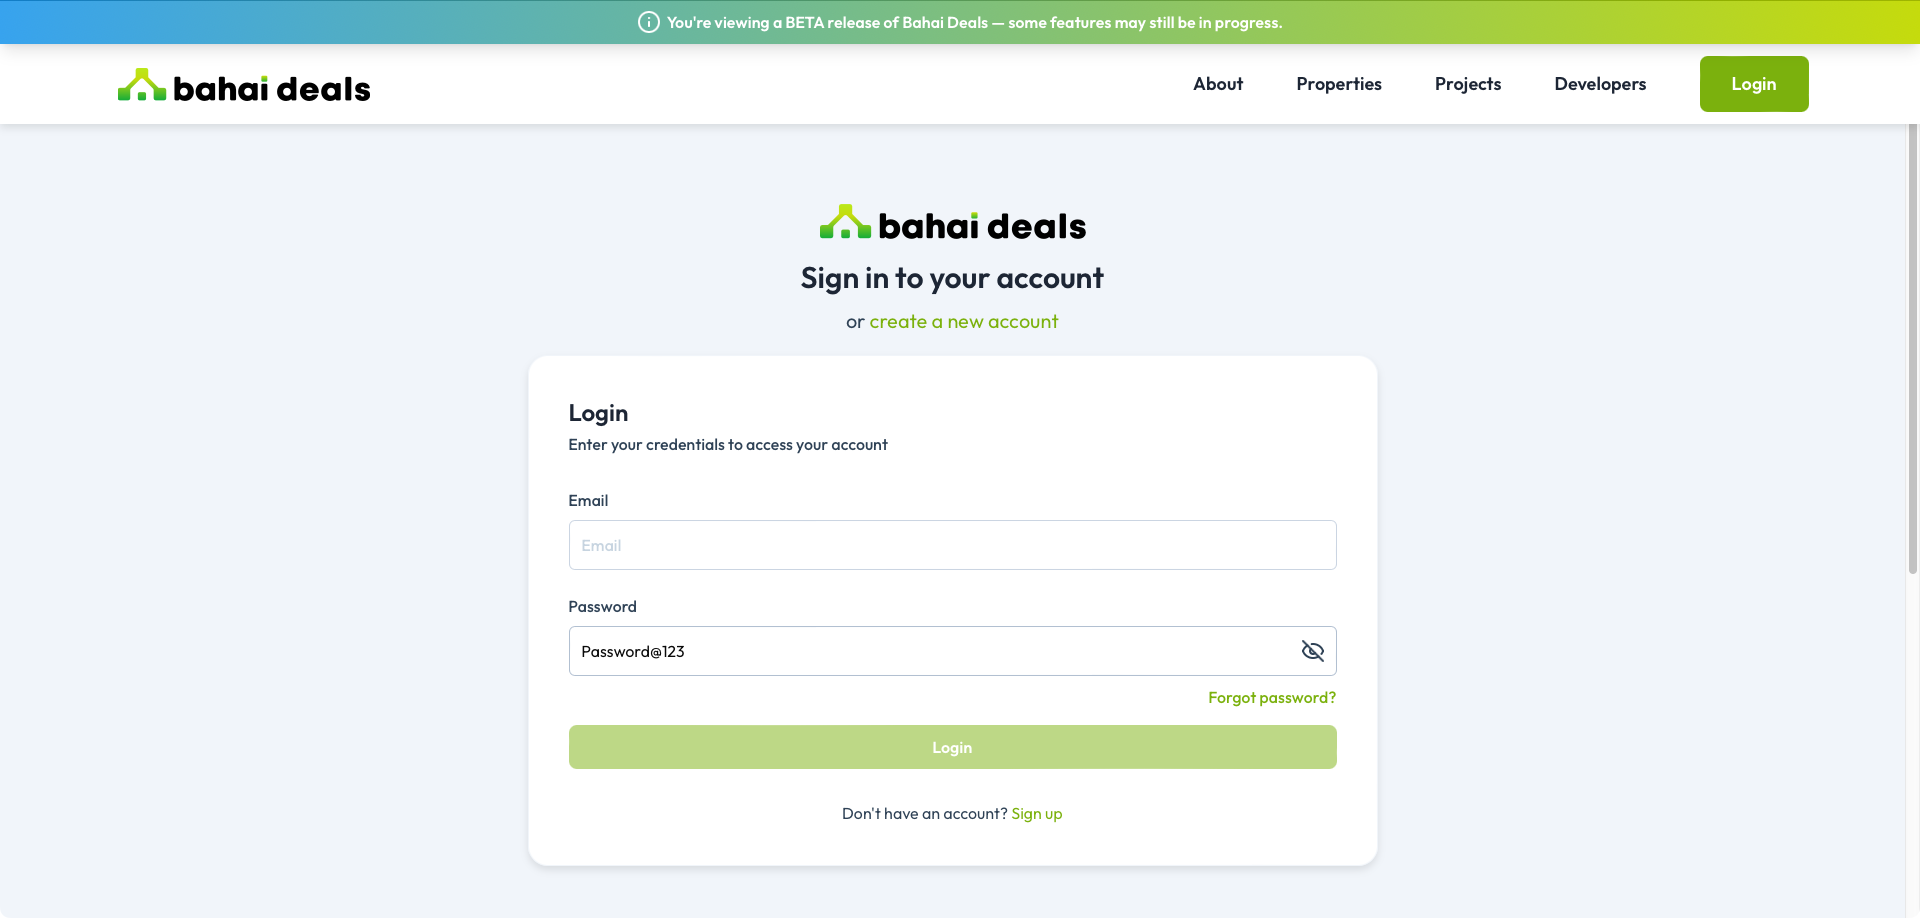 You're viewing a BETA release of Bahai Deals — some features may still be in progress.
bahai deals
About
Properties
Projects
Developers
Login
bahai deals
Sign in to your account
or create a new account
Login
Enter your credentials to access your account
Email
Email
Password
Password@123
Forgot password?
Login
Don't have an account? Sign up